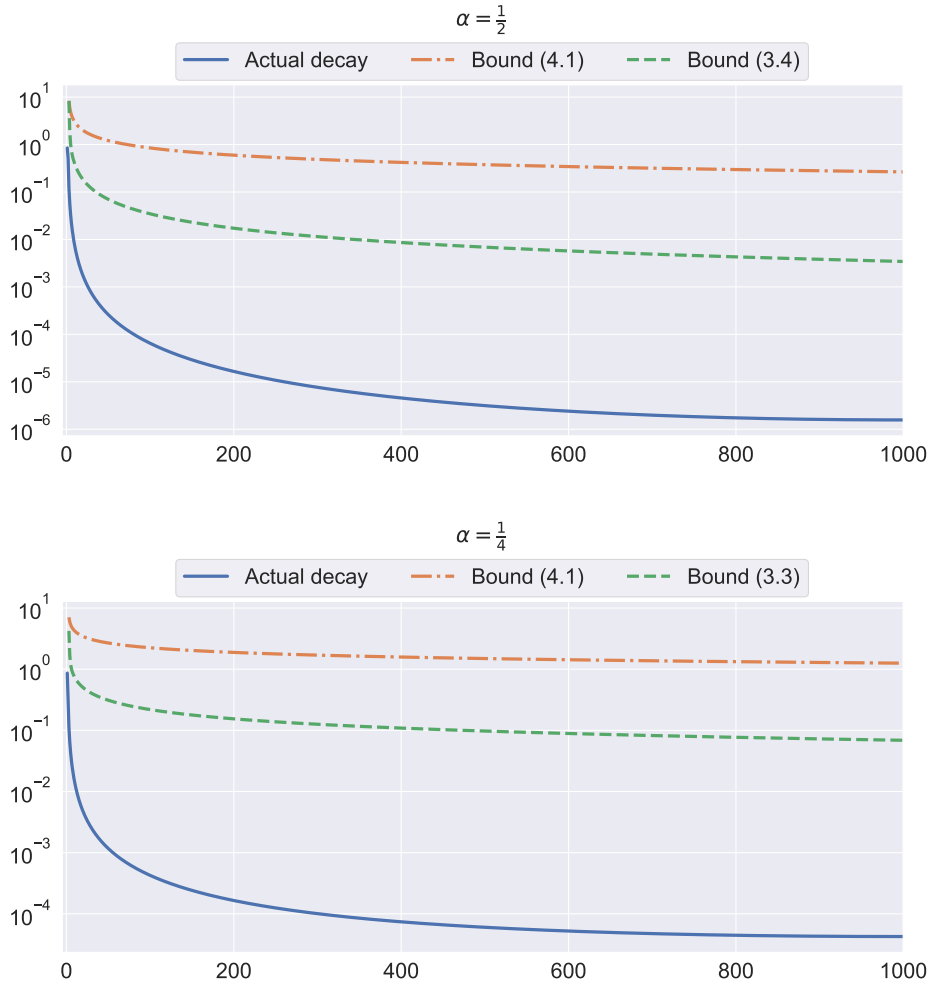 α = 1/2
Actual decay Bound (4.1) Bound (3.4)
10^1
10^0
10^−1
10^−2
10^−3
10^−4
10^−5
10^−6
0 200 400 600 800 1000
α = 1/4
Actual decay Bound (4.1) Bound (3.3)
10^1
10^0
10^−1
10^−2
10^−3
10^−4
0 200 400 600 800 1000